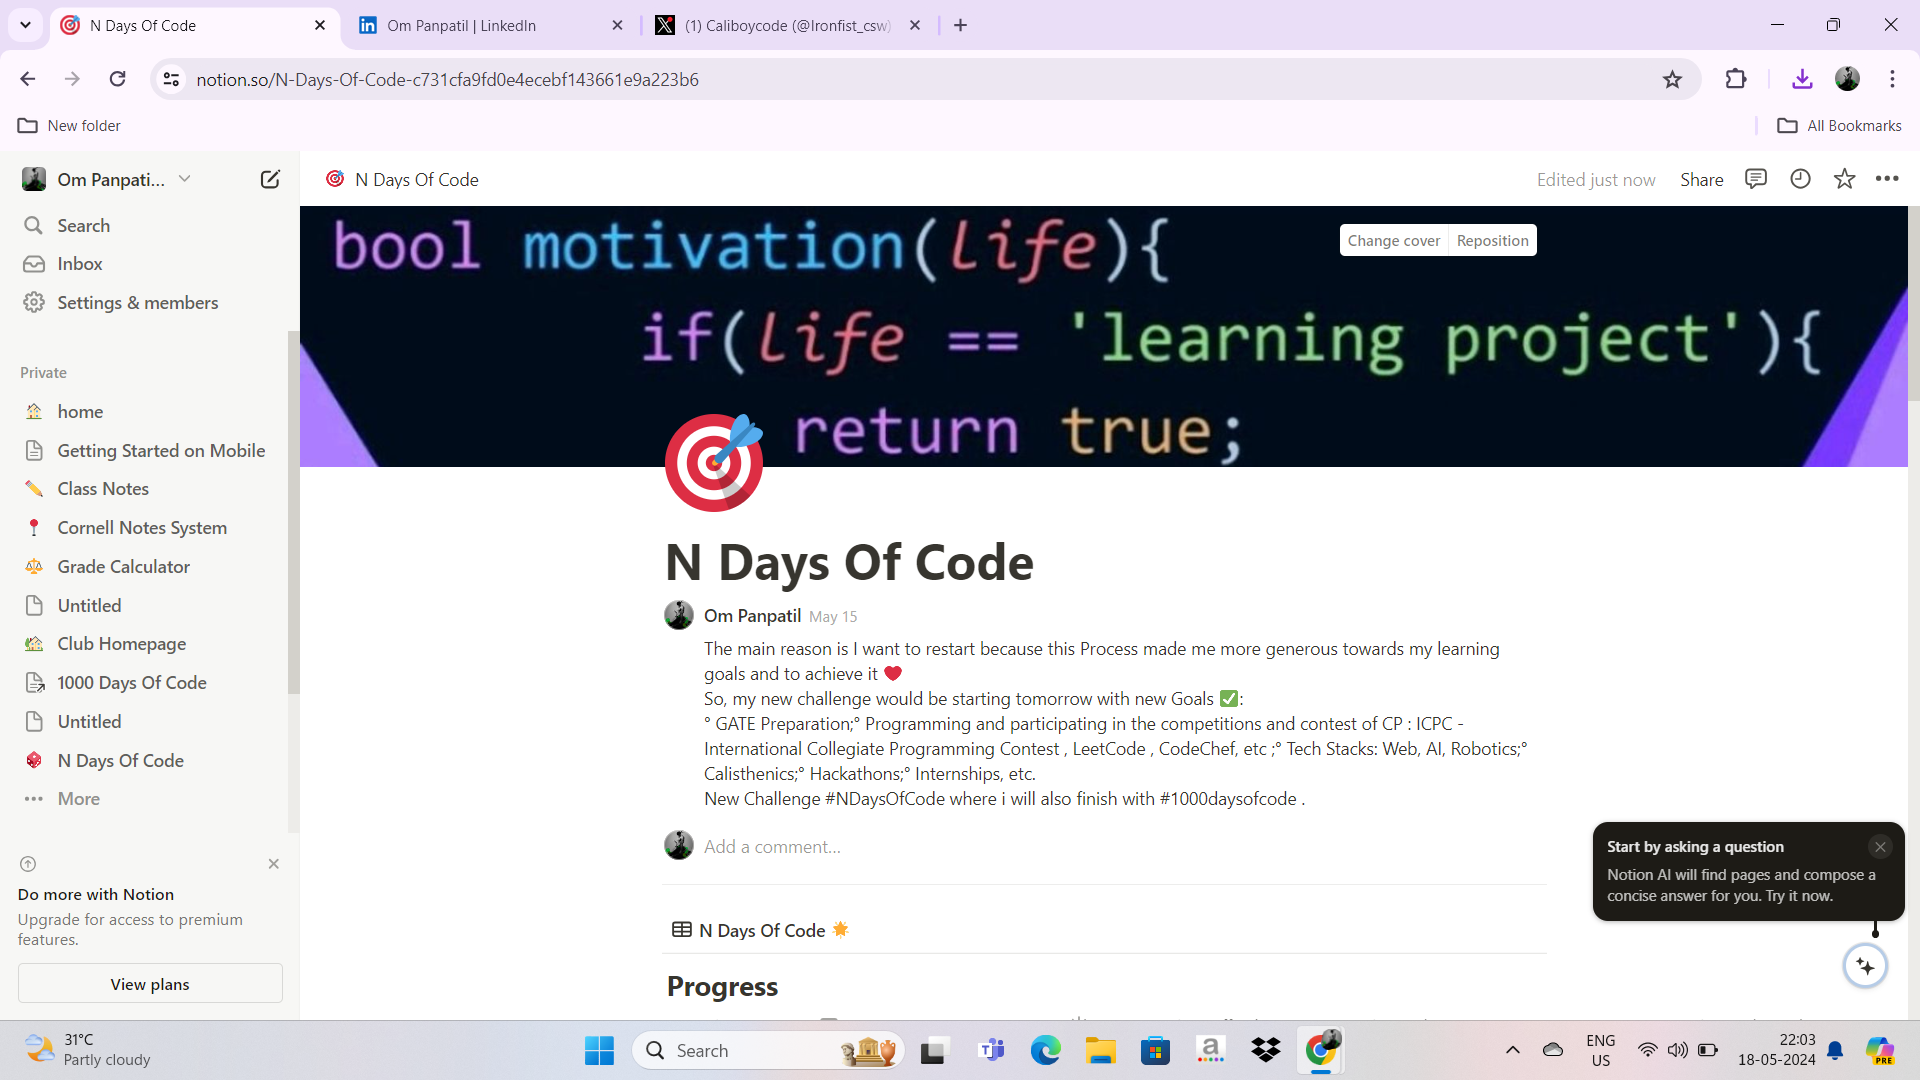 N Days Of Code
Om Panpatil | LinkedIn
(1) Caliboycode (@Ironfist_csw)
notion.so/N-Days-Of-Code-c731cfa9fd0e4ecebf143661e9a223b6
New folder
All Bookmarks
Om Panpati...
N Days Of Code
Edited just now
Share
Search
Inbox
Settings & members
Private
home
Getting Started on Mobile
Class Notes
Cornell Notes System
Grade Calculator
Untitled
Club Homepage
1000 Days Of Code
Untitled
N Days Of Code
More
Do more with Notion
Upgrade for access to premium
features.
View plans
bool motivation(life){
Change cover
Reposition
if(life == 'learning project'){
return true;
N Days Of Code
Om Panpatil May 15
The main reason is I want to restart because this Process made me more generous towards my learning
goals and to achieve it ❤️
So, my new challenge would be starting tomorrow with new Goals ✅:
° GATE Preparation;° Programming and participating in the competitions and contest of CP : ICPC -
International Collegiate Programming Contest , LeetCode , CodeChef, etc ;° Tech Stacks: Web, AI, Robotics;°
Calisthenics;° Hackathons;° Internships, etc.
New Challenge #NDaysOfCode where i will also finish with #1000daysofcode .
Add a comment...
N Days Of Code 🌟
Progress
Start by asking a question
Notion AI will find pages and compose a
concise answer for you. Try it now.
31°C
Partly cloudy
Search
ENG
US
22:03
18-05-2024
PRE